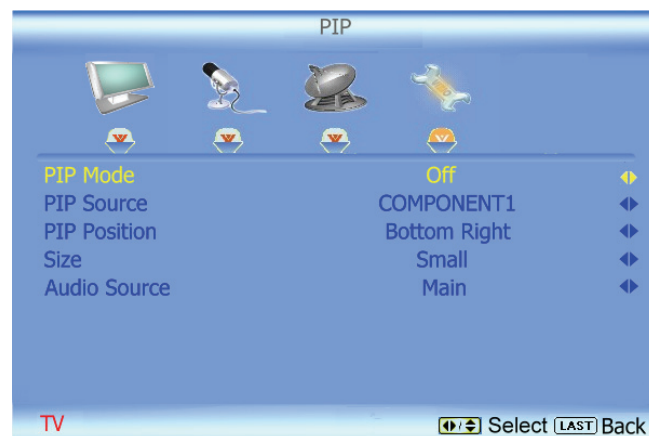 PIP
PIP Mode Off
PIP Source COMPONENT1
PIP Position Bottom Right
Size Small
Audio Source Main
TV Select LAST Back